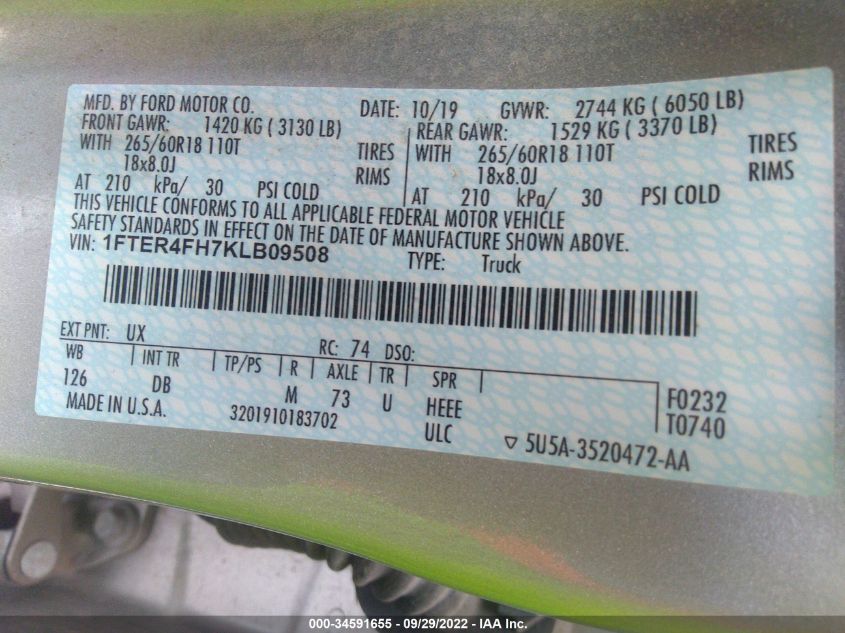 MFD. BY FORD MOTOR CO. DATE: 10/19 GVWR: 2744 KG ( 6050 LB)
FRONT GAWR: 1420 KG ( 3130 LB) REAR GAWR: 1529 KG ( 3370 LB)
WITH 265/60R18 110T TIRES WITH 265/60R18 110T TIRES
18x8.0J RIMS 18x8.0J RIMS
AT 210 kPa/ 30 PSI COLD AT 210 kPa/ 30 PSI COLD
THIS VEHICLE CONFORMS TO ALL APPLICABLE FEDERAL MOTOR VEHICLE
SAFETY STANDARDS IN EFFECT ON THE DATE OF MANUFACTURE SHOWN ABOVE.
VIN: 1FTER4FH7KLB09508 TYPE: Truck
EXT PNT: UX RC: 74 DSO:
WB INT TR TP/PS R AXLE TR SPR
126 DB M 73 U HEEE F0232
MADE IN U.S.A. 3201910183702 ULC T0740
▽ 5U5A-3520472-AA
000-34591655 - 09/29/2022 - IAA Inc.